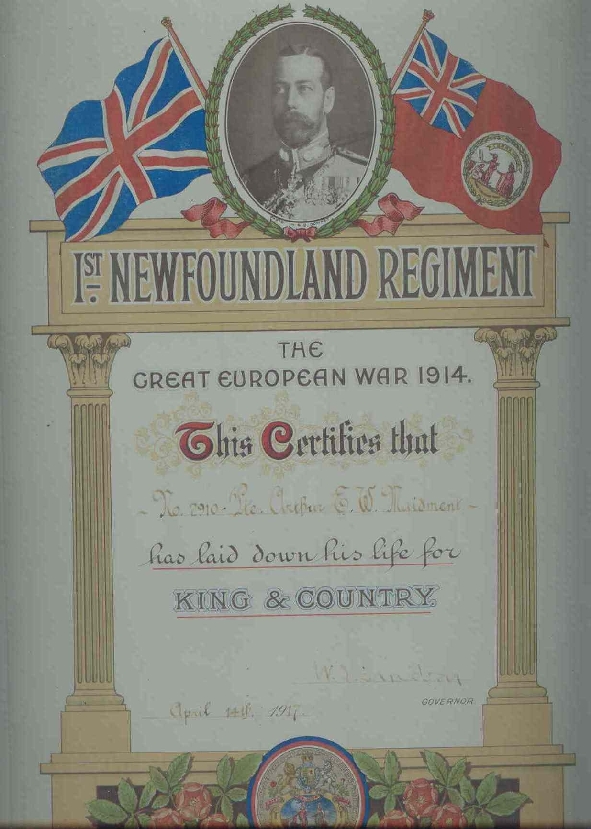 1ST NEWFOUNDLAND REGIMENT
THE
GREAT EUROPEAN WAR 1914.
This Certifies that
- No. 2910 Pte. Arthur E. W. Maidment -
has laid down his life for
KING & COUNTRY.
GOVERNOR
April 14th. 1917.